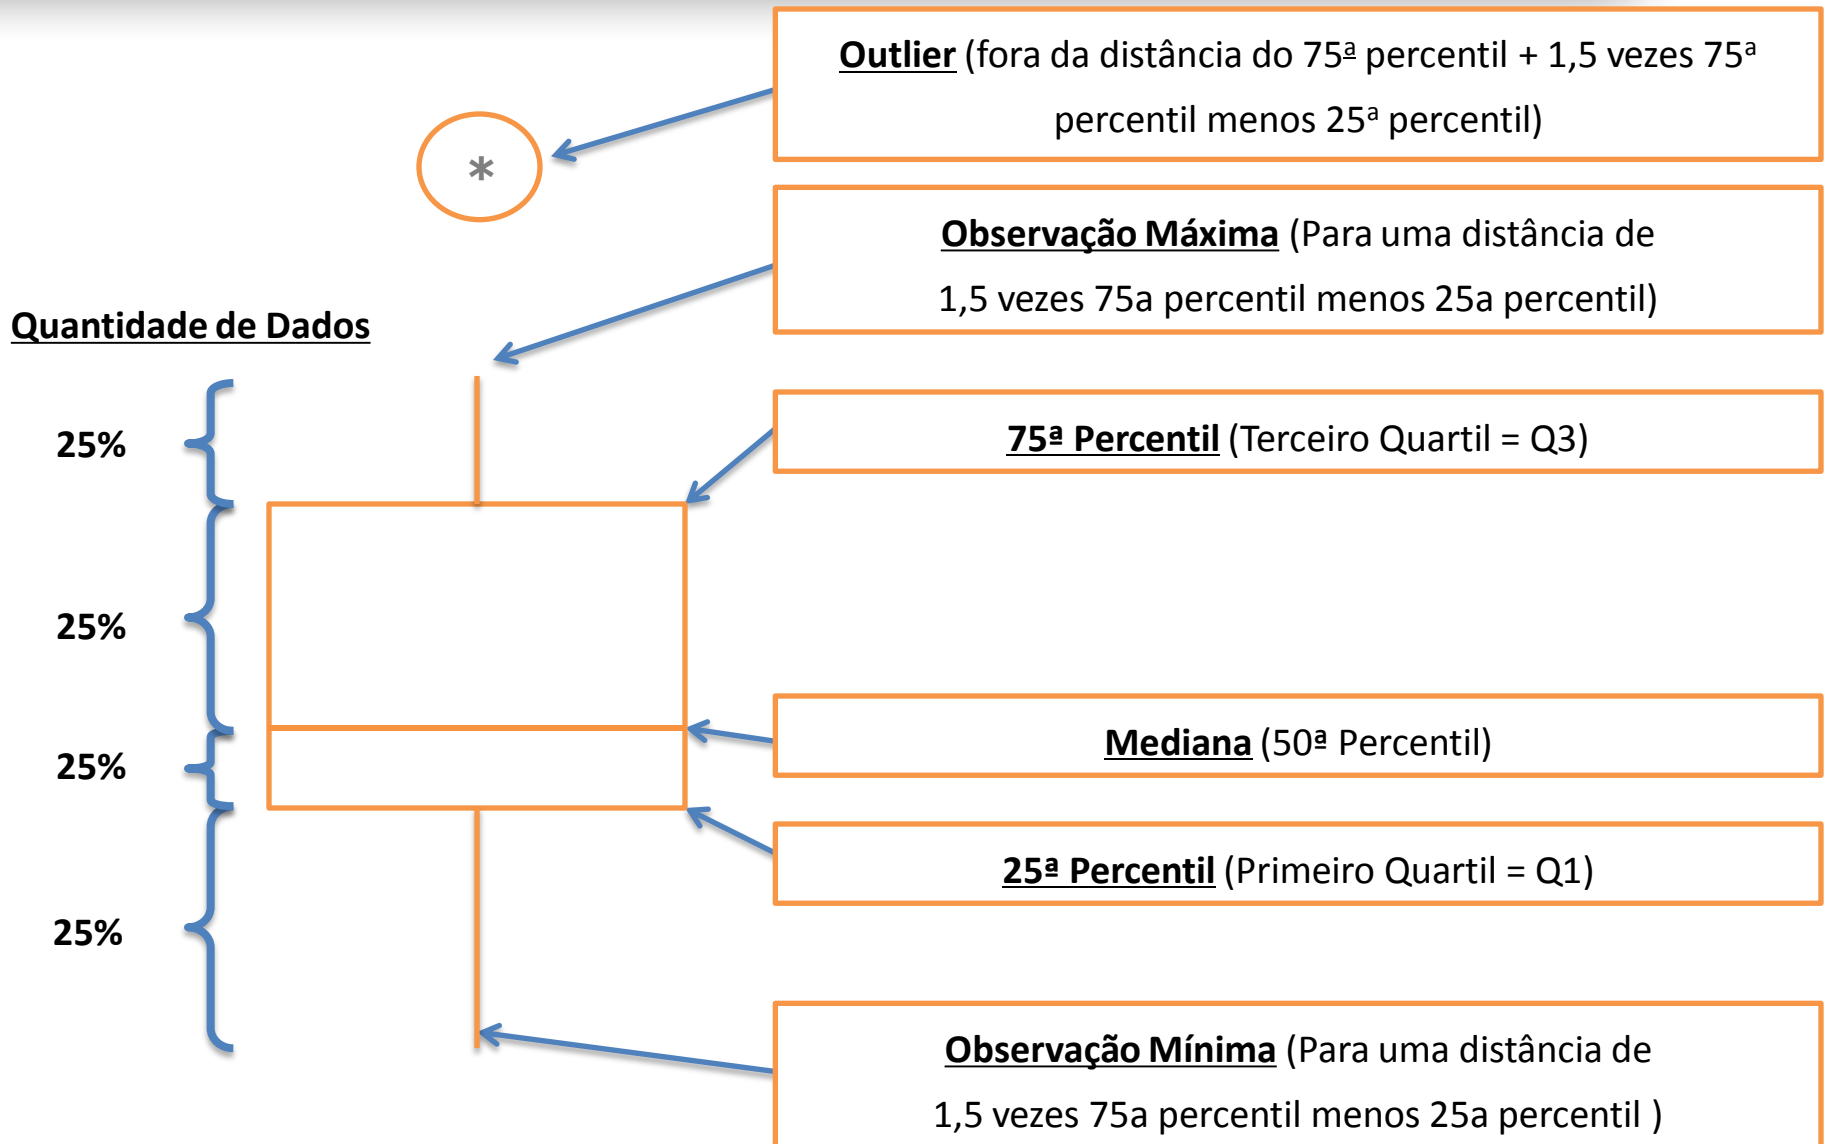 Outlier (fora da distância do 75ª percentil + 1,5 vezes 75ª
percentil menos 25ª percentil)
*
Observação Máxima (Para uma distância de
1,5 vezes 75a percentil menos 25a percentil)
Quantidade de Dados
25%
75ª Percentil (Terceiro Quartil = Q3)
25%
Mediana (50ª Percentil)
25%
25ª Percentil (Primeiro Quartil = Q1)
25%
Observação Mínima (Para uma distância de
1,5 vezes 75a percentil menos 25a percentil )